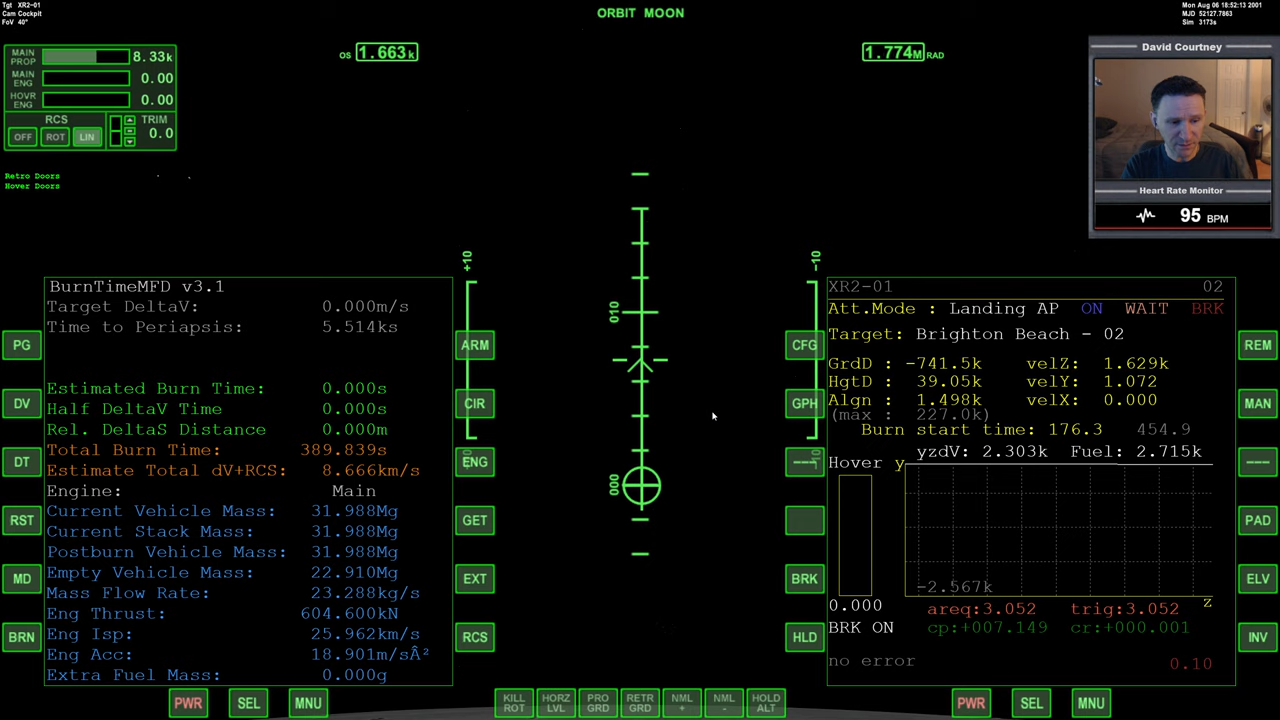 Tgt XR2-01
Cam Cockpit
FoV 40°
ORBIT MOON
Mon Aug 06 18:52:13 2001
MJD 52127.7863
Sim 3173s
MAIN PROP 8.33k
MAIN ENG 0.00
HOVR ENG 0.00
RCS TRIM
OFF ROT LIN 0.0
Retro Doors
Hover Doors
OS 1.663k
1.774M RAD
David Courtney
Heart Rate Monitor
95 BPM
+10
-10
010
000
BurnTimeMFD v3.1
Target DeltaV: 0.000m/s
Time to Periapsis: 5.514ks
Estimated Burn Time: 0.000s
Half DeltaV Time 0.000s
Rel. DeltaS Distance 0.000m
Total Burn Time: 389.839s
Estimate Total dV+RCS: 8.666km/s
Engine: Main
Current Vehicle Mass: 31.988Mg
Current Stack Mass: 31.988Mg
Postburn Vehicle Mass: 31.988Mg
Empty Vehicle Mass: 22.910Mg
Mass Flow Rate: 23.288kg/s
Eng Thrust: 604.600kN
Eng Isp: 25.962km/s
Eng Acc: 18.901m/sÂ²
Extra Fuel Mass: 0.000g
PG
DV
DT
RST
MD
BRN
ARM
CIR
ENG
GET
EXT
RCS
PWR SEL MNU
KILL ROT
HORZ LVL
PRO GRD
RETR GRD
NML +
NML -
HOLD ALT
CFG
GPH
---
BRK
HLD
XR2-01 02
Att.Mode : Landing AP ON WAIT BRK
Target: Brighton Beach - 02
GrdD : -741.5k velZ: 1.629k
HgtD : 39.05k velY: 1.072
Algn : 1.498k velX: 0.000
(max : 227.0k)
Burn start time: 176.3 454.9
yzdV: 2.303k Fuel: 2.715k
Hover y
-2.567k
z
0.000 areq:3.052 trig:3.052
BRK ON cp:+007.149 cr:+000.001
no error 0.10
REM
MAN
---
PAD
ELV
INV
PWR SEL MNU